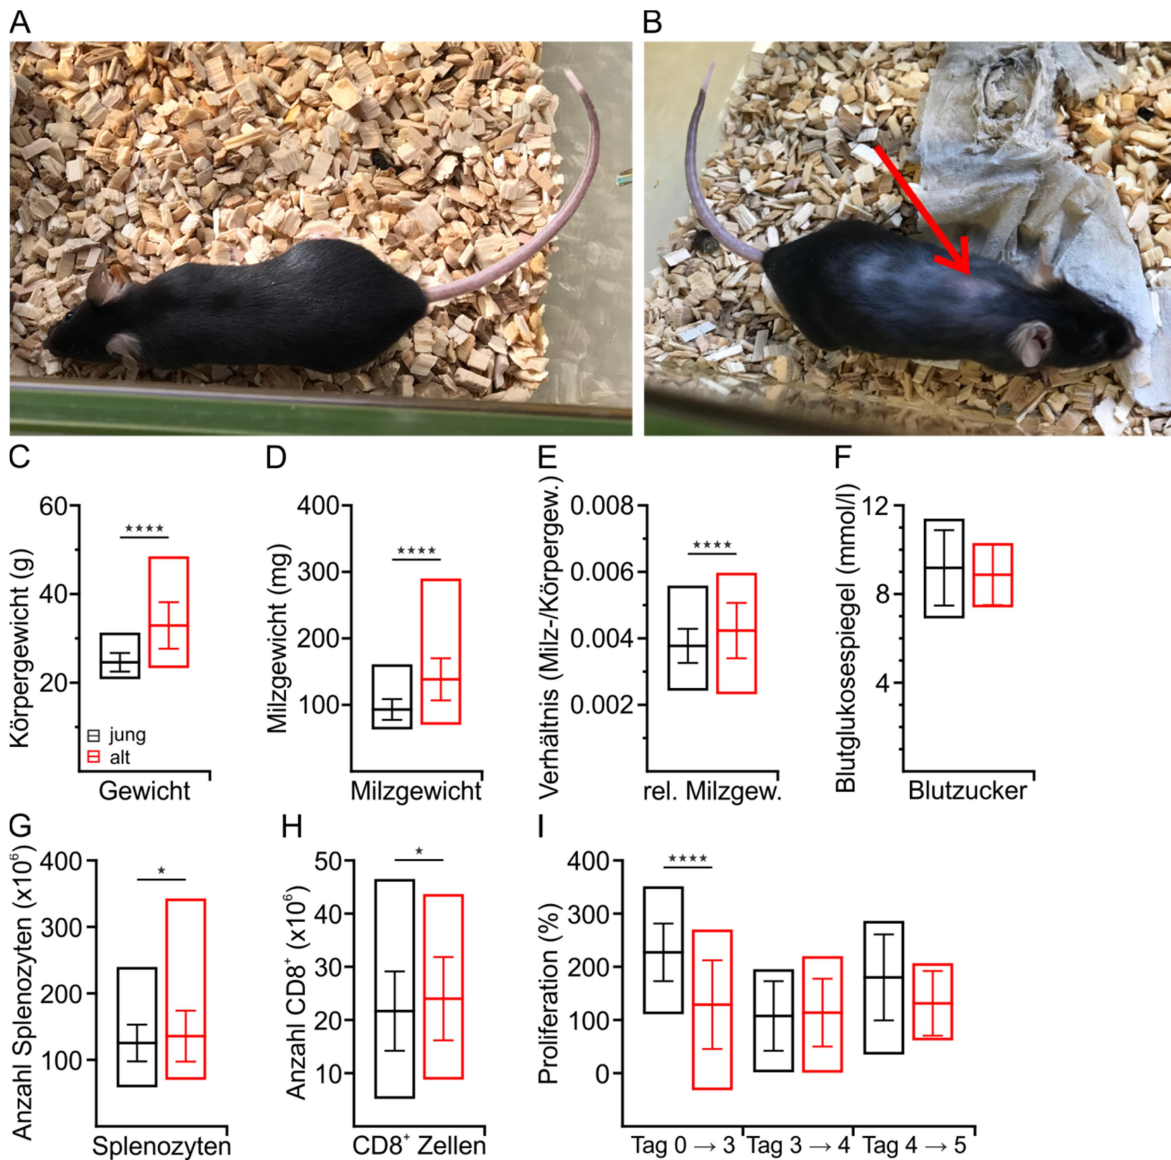 A
B
C
D
E
F
Körpergewicht (g)
60
40
20
★★★★
jung
alt
Gewicht
Milzgewicht (mg)
400
300
200
100
★★★★
Milzgewicht
Verhältnis (Milz-/Körpergew.)
0.008
0.006
0.004
0.002
★★★★
rel. Milzgew.
Blutglukosespiegel (mmol/l)
12
8
4
Blutzucker
G
H
I
Anzahl Splenozyten (x10⁶)
400
300
200
100
★
Splenozyten
Anzahl CD8⁺ (x10⁶)
50
40
30
20
10
★
CD8⁺ Zellen
Proliferation (%)
400
300
200
100
0
★★★★
Tag 0 → 3
Tag 3 → 4
Tag 4 → 5